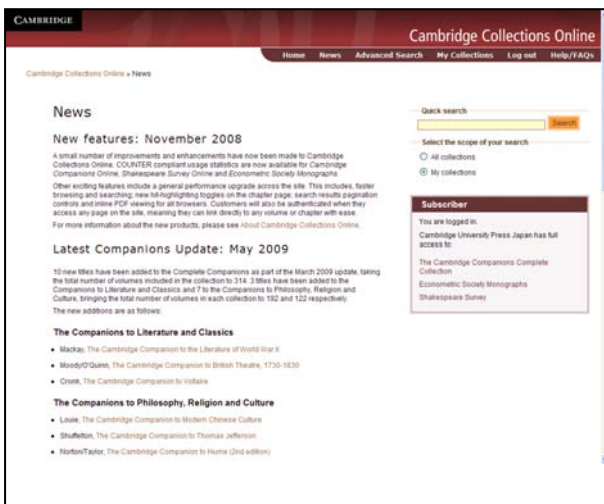 CAMBRIDGE
Cambridge Collections Online
Home News Advanced Search My Collections Log out Help/FAQs
Cambridge Collections Online » News
News
New features: November 2008
A small number of improvements and enhancements have now been made to Cambridge
Collections Online. COUNTER compliant usage statistics are now available for Cambridge
Companions Online, Shakespeare Survey Online and Econometric Society Monographs.
Other exciting features include a general performance upgrade across the site. This includes, faster
browsing and searching; new hit-highlighting toggles on the chapter page; search results pagination
controls and inline PDF viewing for all browsers. Customers will also be authenticated when they
access any page on the site, meaning they can link directly to any volume or chapter with ease.
For more information about the new products, please see About Cambridge Collections Online.
Latest Companions Update: May 2009
10 new titles have been added to the Complete Companions as part of the March 2009 update, taking
the total number of volumes included in the collection to 314. 3 titles have been added to the
Companions to Literature and Classics and 7 to the Companions to Philosophy, Religion and
Culture, bringing the total number of volumes in each collection to 192 and 122 respectively.
The new additions are as follows:
The Companions to Literature and Classics
• Mackay, The Cambridge Companion to the Literature of World War II
• Moody/O'Quinn, The Cambridge Companion to British Theatre, 1730-1830
• Cronk, The Cambridge Companion to Voltaire
The Companions to Philosophy, Religion and Culture
• Louie, The Cambridge Companion to Modern Chinese Culture
• Shuffelton, The Cambridge Companion to Thomas Jefferson
• Norton/Taylor, The Cambridge Companion to Hume (2nd edition)
Quick search
Search
Select the scope of your search
All collections
My collections
Subscriber
You are logged in.
Cambridge University Press Japan has full
access to:
The Cambridge Companions Complete
Collection
Econometric Society Monographs
Shakespeare Survey